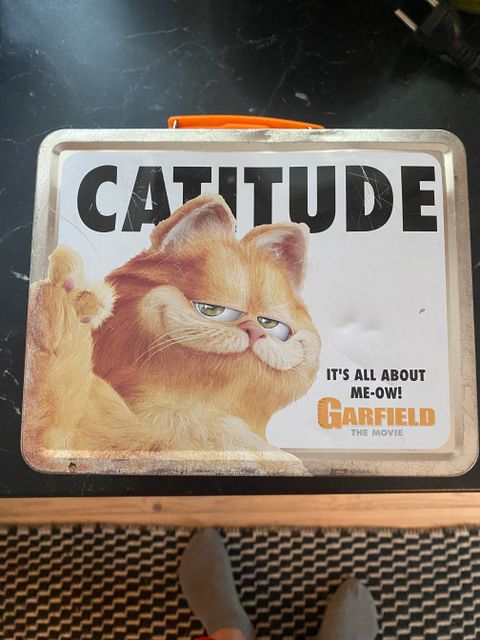 CATITUDE
IT'S ALL ABOUT
ME-OW!
GARFIELD
THE MOVIE